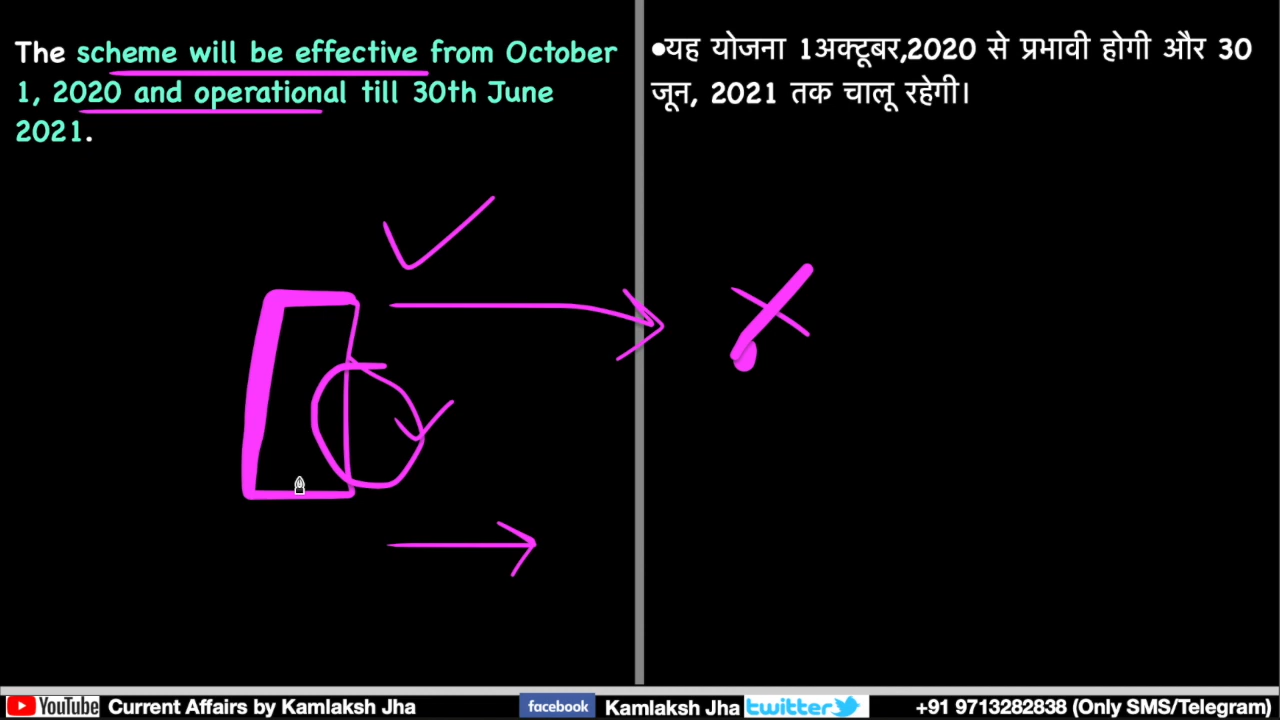 The scheme will be effective from October
1, 2020 and operational till 30th June
2021.
•यह योजना 1अक्टूबर,2020 से प्रभावी होगी और 30
जून, 2021 तक चालू रहेगी।
YouTube Current Affairs by Kamlaksh Jha facebook Kamlaksh Jha twitter +91 9713282838 (Only SMS/Telegram)